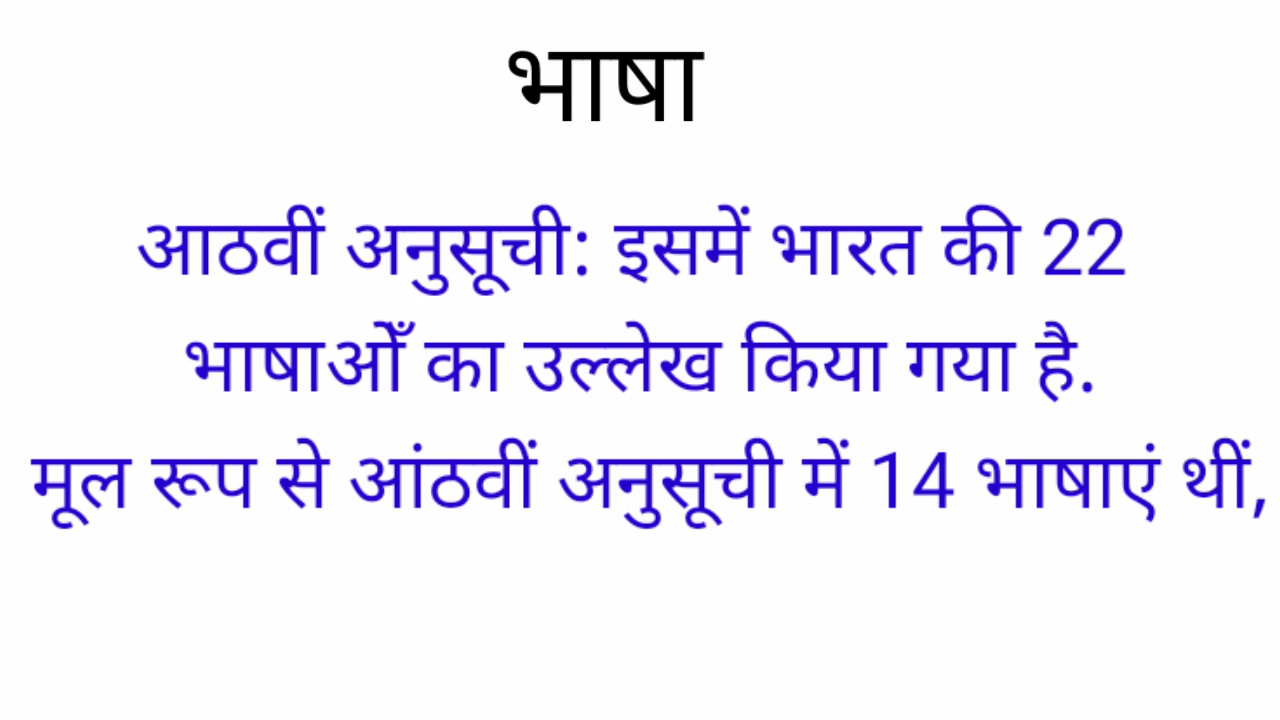 भाषा
आठवीं अनुसूची: इसमें भारत की 22
भाषाओँ का उल्लेख किया गया है.
मूल रूप से आंठवीं अनुसूची में 14 भाषाएं थीं,